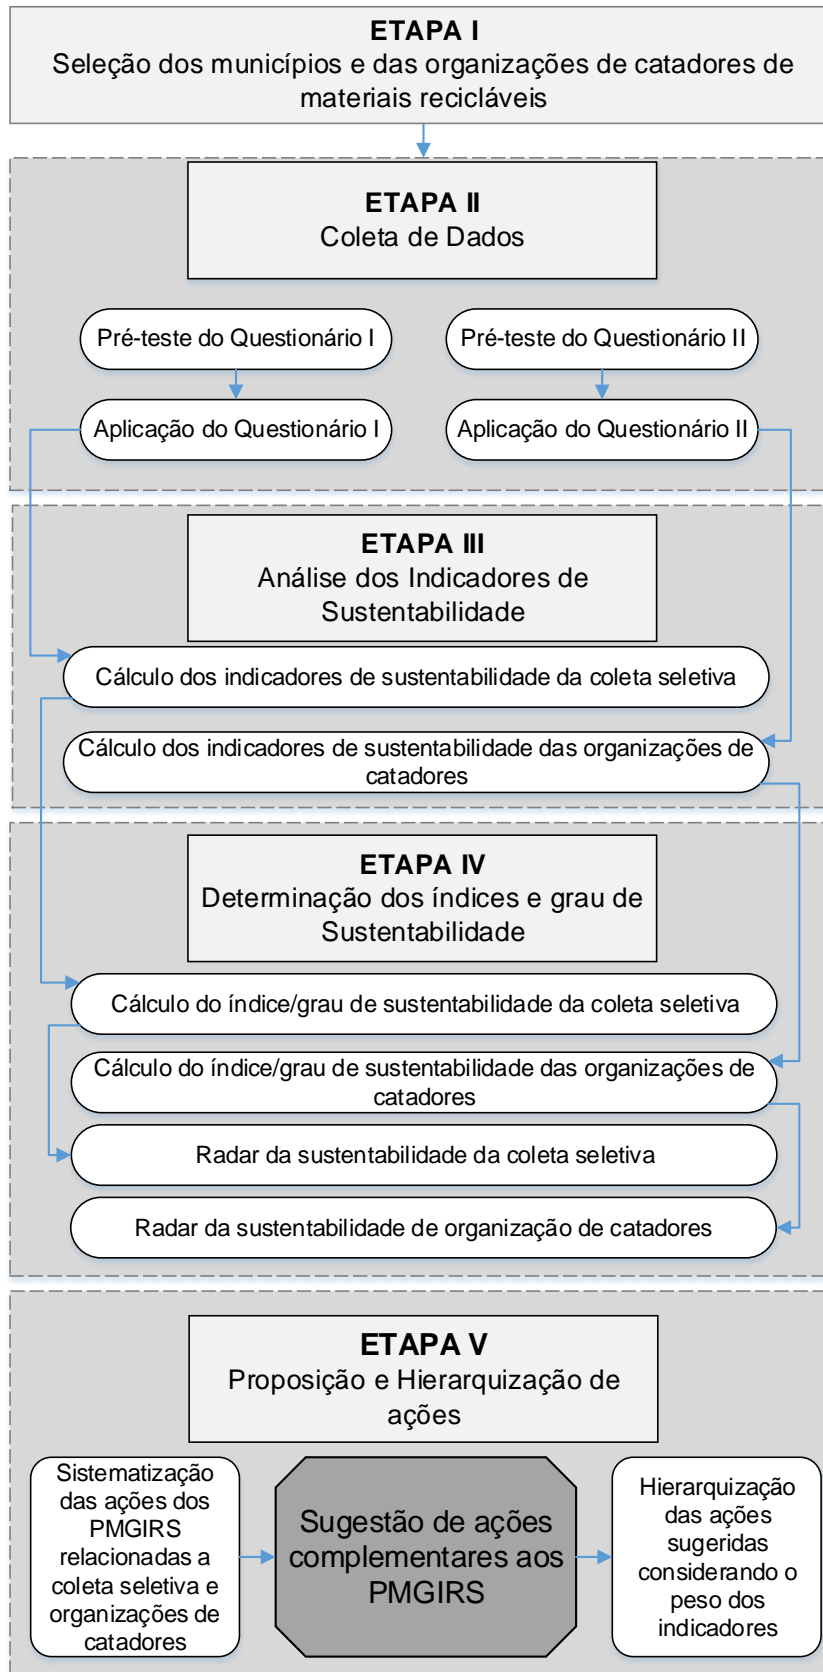 ETAPA I
Seleção dos municípios e das organizações de catadores de
materiais recicláveis
ETAPA II
Coleta de Dados
Pré-teste do Questionário I
Pré-teste do Questionário II
Aplicação do Questionário I
Aplicação do Questionário II
ETAPA III
Análise dos Indicadores de
Sustentabilidade
Cálculo dos indicadores de sustentabilidade da coleta seletiva
Cálculo dos indicadores de sustentabilidade das organizações de
catadores
ETAPA IV
Determinação dos índices e grau de
Sustentabilidade
Cálculo do índice/grau de sustentabilidade da coleta seletiva
Cálculo do índice/grau de sustentabilidade das organizações de
catadores
Radar da sustentabilidade da coleta seletiva
Radar da sustentabilidade de organização de catadores
ETAPA V
Proposição e Hierarquização de
ações
Sistematização
das ações dos
PMGIRS
relacionadas a
coleta seletiva e
organizações de
catadores
Sugestão de ações
complementares aos
PMGIRS
Hierarquização
das ações
sugeridas
considerando o
peso dos
indicadores